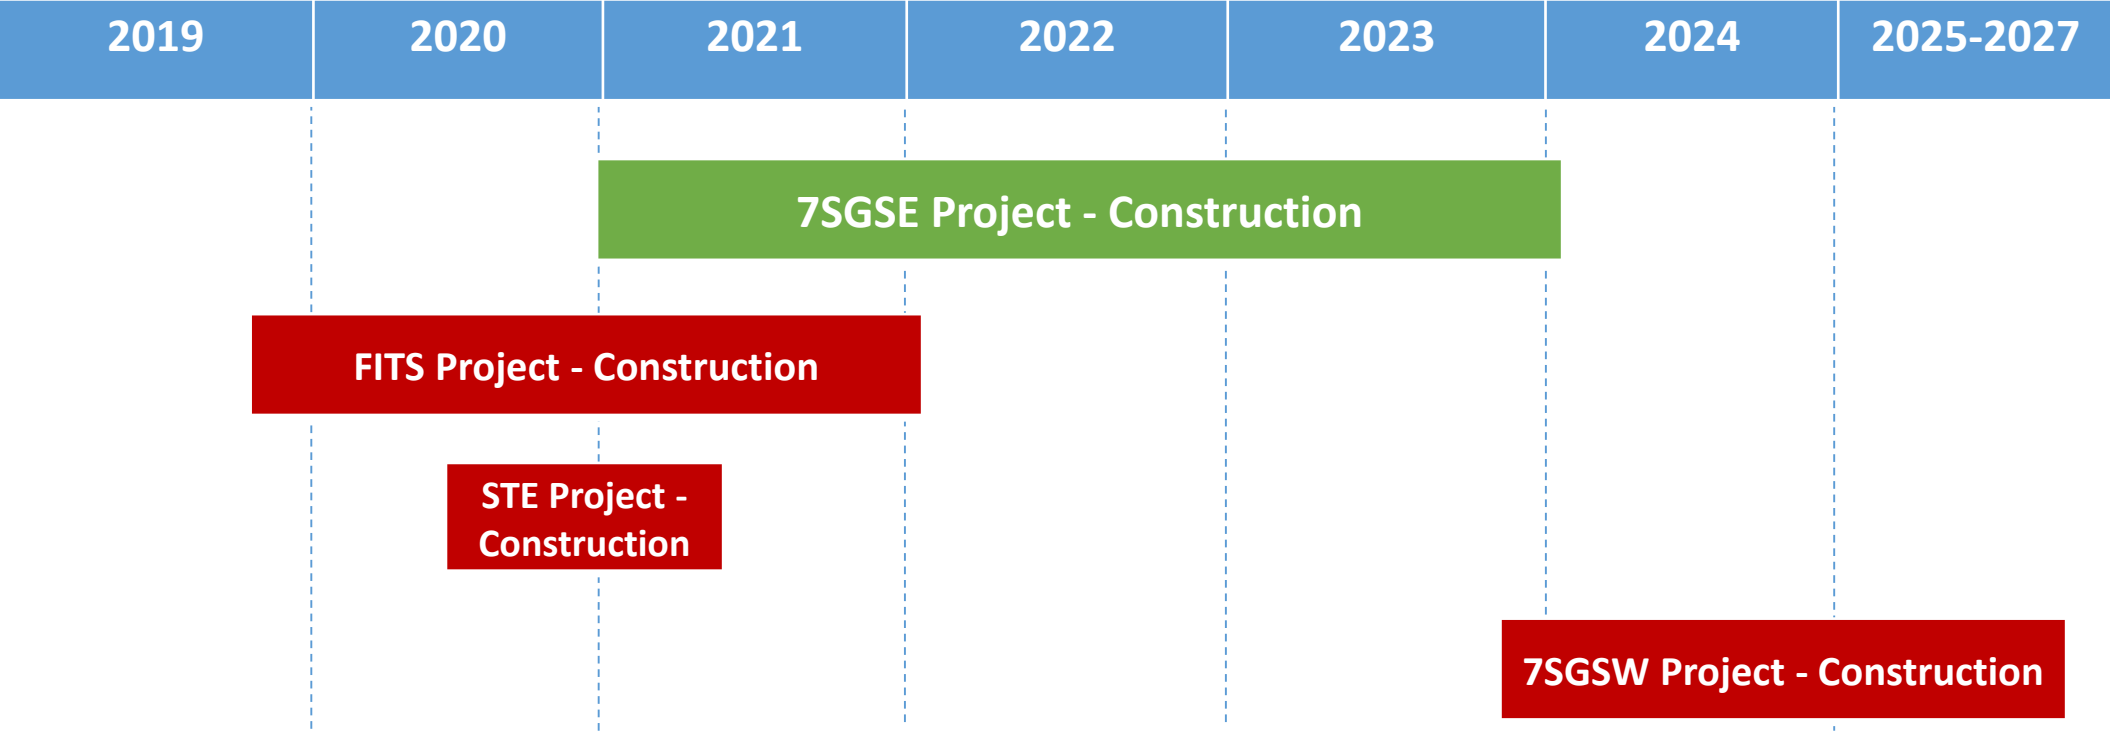 2019 2020 2021 2022 2023 2024 2025-2027
7SGSE Project - Construction
FITS Project - Construction
STE Project -
Construction
7SGSW Project - Construction